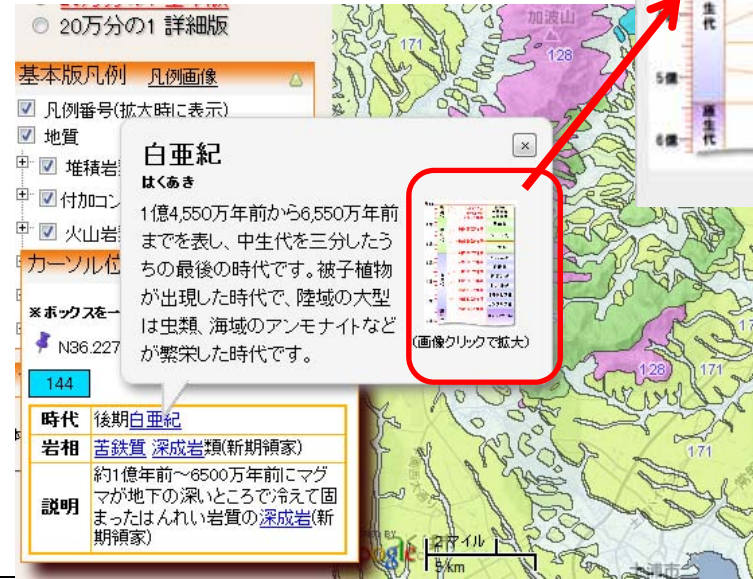 20万分の1 詳細版
基本版凡例 凡例画像
凡例番号(拡大時に表示)
地質
堆積岩
付加コン
火山岩
カーソル位
※ボックスを一
N36.227
144
時代 後期白亜紀
岩相 苦鉄質 深成岩類(新期領家)
説明 約1億年前～6500万年前にマグ
マが地下の深いところで冷えて固
まったはんれい岩質の深成岩(新
期領家)
白亜紀
はくあき
1億4,550万年前から6,550万年前
までを表し、中生代を三分したう
ちの最後の時代です。被子植物
が出現した時代で、陸域の大型
は虫類、海域のアンモナイトなど
が繁栄した時代です。
(画像クリックで拡大)
加波山
171
128
128
171
171
2マイル
5 km
土浦市
生代
5億
原生代
6億